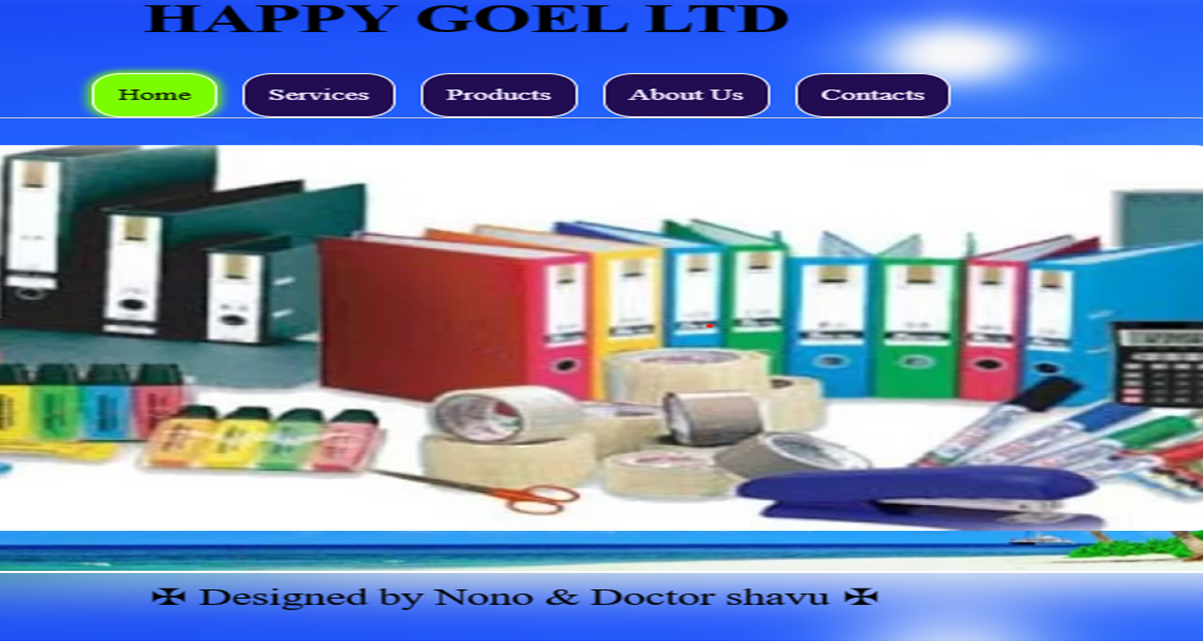 HAPPY GOEL LTD
Home Services Products About Us Contacts
✠ Designed by Nono & Doctor shavu ✠